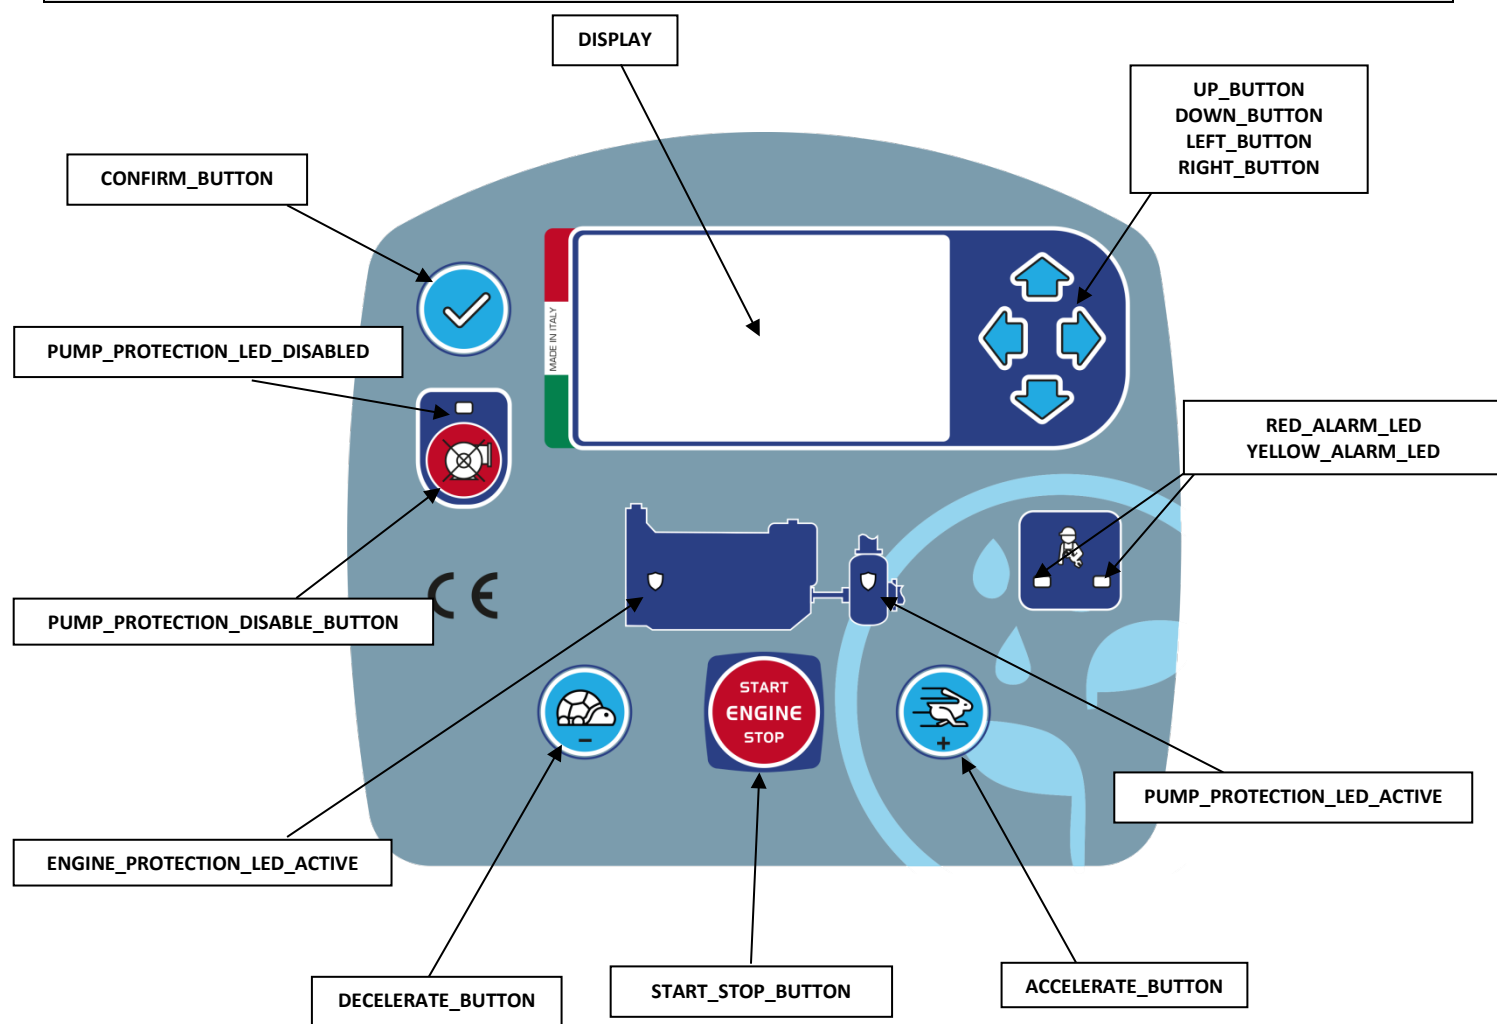 DISPLAY
UP_BUTTON
DOWN_BUTTON
LEFT_BUTTON
RIGHT_BUTTON
CONFIRM_BUTTON
MADE IN ITALY
PUMP_PROTECTION_LED_DISABLED
RED_ALARM_LED
YELLOW_ALARM_LED
CE
PUMP_PROTECTION_DISABLE_BUTTON
START
ENGINE
STOP
-
+
PUMP_PROTECTION_LED_ACTIVE
ENGINE_PROTECTION_LED_ACTIVE
DECELERATE_BUTTON
START_STOP_BUTTON
ACCELERATE_BUTTON